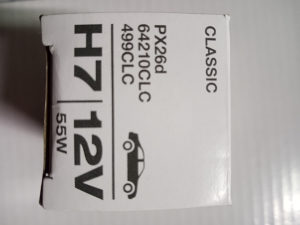 CLASSIC
PX26d
64210CLC
499CLC
H7 12V
55W